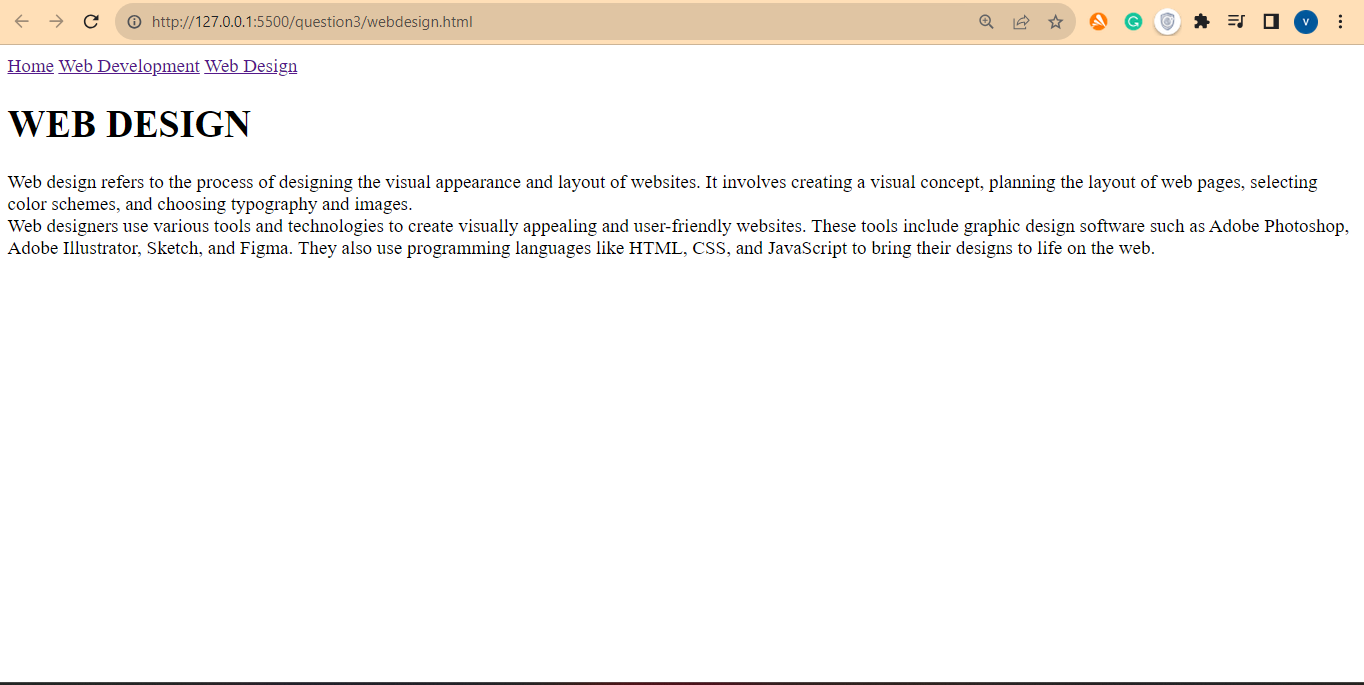 http://127.0.0.1:5500/question3/webdesign.html
V
Home Web Development Web Design
WEB DESIGN
Web design refers to the process of designing the visual appearance and layout of websites. It involves creating a visual concept, planning the layout of web pages, selecting
color schemes, and choosing typography and images.
Web designers use various tools and technologies to create visually appealing and user-friendly websites. These tools include graphic design software such as Adobe Photoshop,
Adobe Illustrator, Sketch, and Figma. They also use programming languages like HTML, CSS, and JavaScript to bring their designs to life on the web.